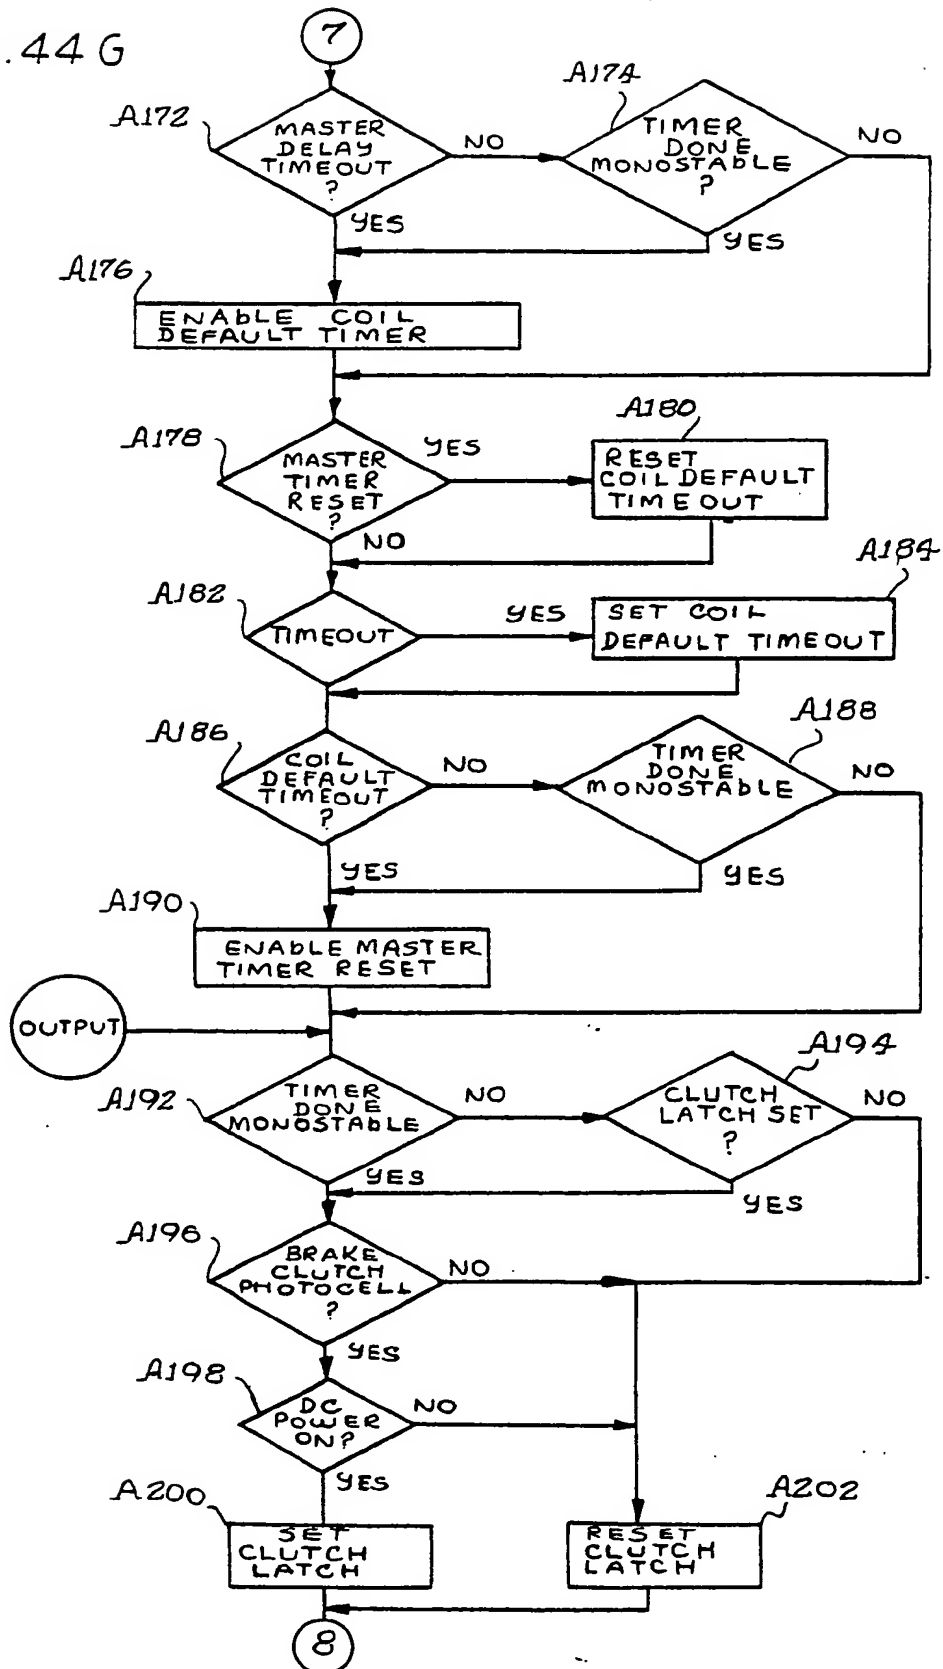 .44 G
7
A172
MASTER
DELAY
TIMEOUT
?
NO
YES
A174
TIMER
DONE
MONOSTABLE
?
NO
YES
A176
ENABLE COIL
DEFAULT TIMER
A178
MASTER
TIMER
RESET
?
YES
NO
A180
RESET
COIL DEFAULT
TIMEOUT
A182
TIMEOUT
YES
A184
SET COIL
DEFAULT TIMEOUT
A186
COIL
DEFAULT
TIMEOUT
?
NO
YES
A188
TIMER
DONE
MONOSTABLE
NO
YES
A190
ENABLE MASTER
TIMER RESET
OUTPUT
A192
TIMER
DONE
MONOSTABLE
NO
YES
A194
CLUTCH
LATCH SET
?
NO
YES
A196
BRAKE
CLUTCH
PHOTOCELL
?
NO
YES
A198
DC
POWER
ON?
NO
YES
A200
SET
CLUTCH
LATCH
A202
RESET
CLUTCH
LATCH
8